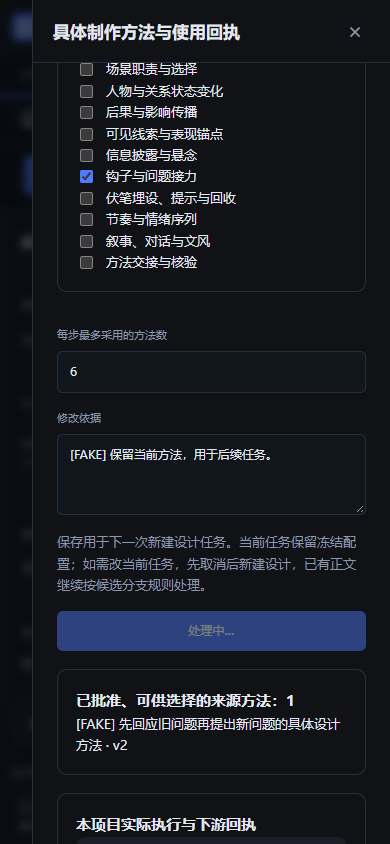 具体制作方法与使用回执
×
场景职责与选择
人物与关系状态变化
后果与影响传播
可见线索与表现锚点
信息披露与悬念
钩子与问题接力
伏笔埋设、提示与回收
节奏与情绪序列
叙事、对话与文风
方法交接与核验
每步最多采用的方法数
6
修改依据
[FAKE] 保留当前方法，用于后续任务。
保存用于下一次新建设计任务。当前任务保留冻结配
置；如需改当前任务，先取消后新建设计，已有正文
继续按候选分支规则处理。
处理中...
已批准、可供选择的来源方法：1
[FAKE] 先回应旧问题再提出新问题的具体设计
方法 · v2
本项目实际执行与下游回执